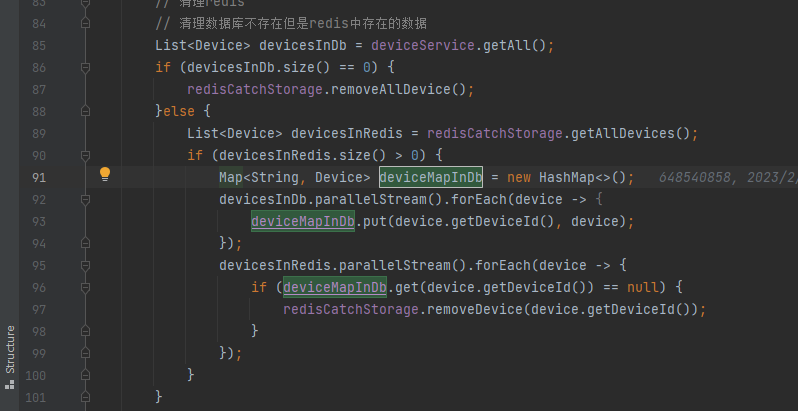 83 // 清理redis
84 // 清理数据库不存在但是redis中存在的数据
85 List<Device> devicesInDb = deviceService.getAll();
86 if (devicesInDb.size() == 0) {
87 redisCatchStorage.removeAllDevice();
88 }else {
89 List<Device> devicesInRedis = redisCatchStorage.getAllDevices();
90 if (devicesInRedis.size() > 0) {
91 Map<String, Device> deviceMapInDb = new HashMap<>(); 648540858, 2023/2,
92 devicesInDb.parallelStream().forEach(device -> {
93 deviceMapInDb.put(device.getDeviceId(), device);
94 });
95 devicesInRedis.parallelStream().forEach(device -> {
96 if (deviceMapInDb.get(device.getDeviceId()) == null) {
97 redisCatchStorage.removeDevice(device.getDeviceId());
98 }
99 });
100 }
101 }
Structure